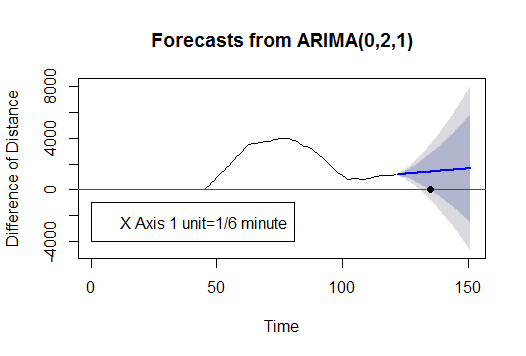 Forecasts from ARIMA(0,2,1)
Difference of Distance
8000
4000
0
-4000
X Axis 1 unit=1/6 minute
0 50 100 150
Time